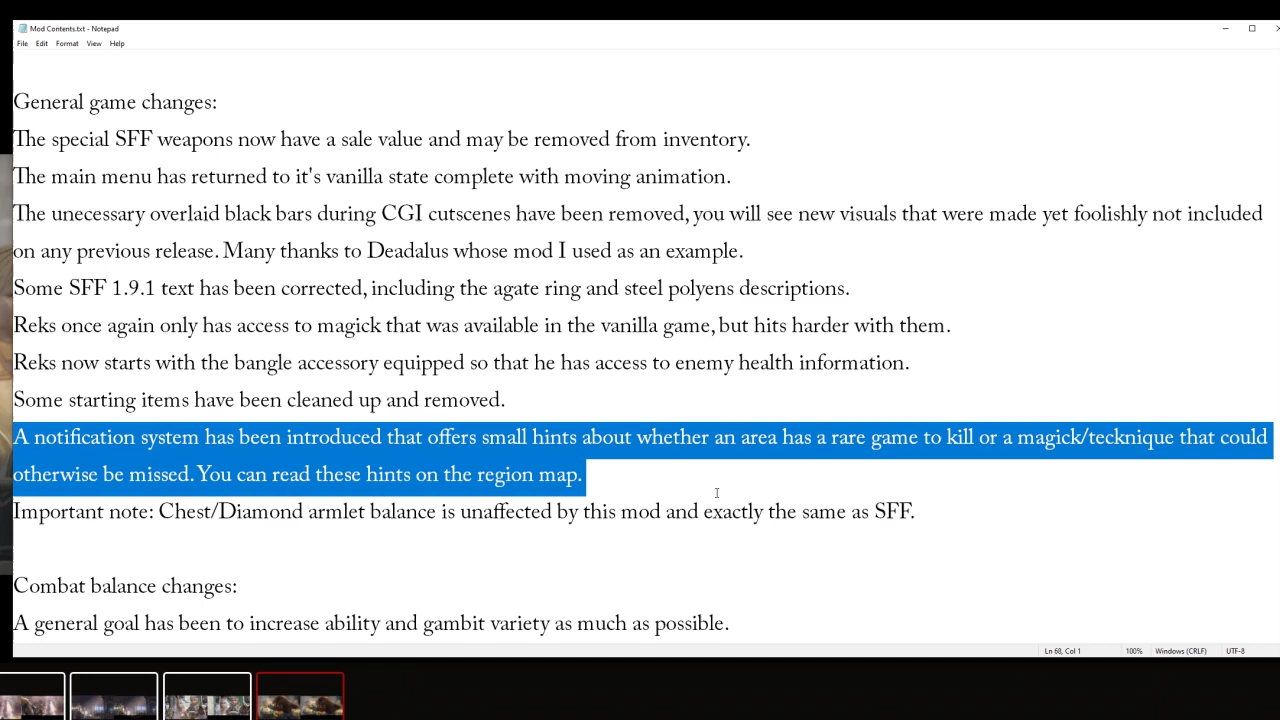 Mod Contents.txt - Notepad
File Edit Format View Help
General game changes:
The special SFF weapons now have a sale value and may be removed from inventory.
The main menu has returned to it's vanilla state complete with moving animation.
The unecessary overlaid black bars during CGI cutscenes have been removed, you will see new visuals that were made yet foolishly not included
on any previous release. Many thanks to Deadalus whose mod I used as an example.
Some SFF 1.9.1 text has been corrected, including the agate ring and steel polyens descriptions.
Reks once again only has access to magick that was available in the vanilla game, but hits harder with them.
Reks now starts with the bangle accessory equipped so that he has access to enemy health information.
Some starting items have been cleaned up and removed.
A notification system has been introduced that offers small hints about whether an area has a rare game to kill or a magick/tecknique that could
otherwise be missed. You can read these hints on the region map.
Important note: Chest/Diamond armlet balance is unaffected by this mod and exactly the same as SFF.
Combat balance changes:
A general goal has been to increase ability and gambit variety as much as possible.
Ln 68, Col 1 100% Windows (CRLF) UTF-8